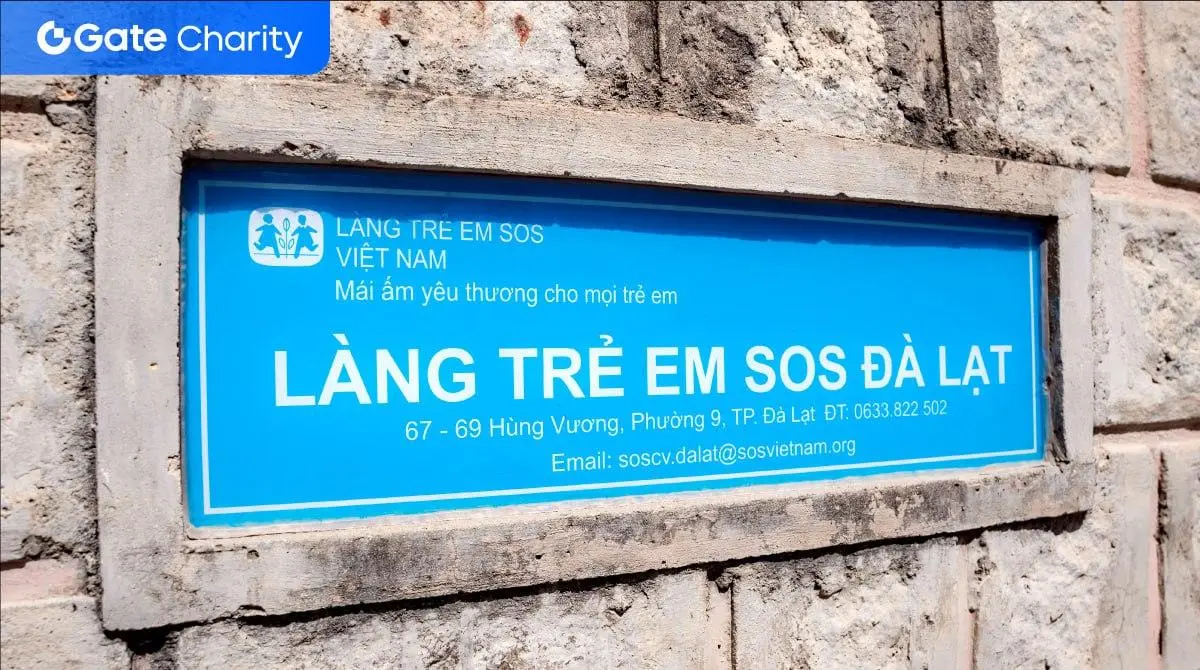 Gate Charity
LÀNG TRẺ EM SOS
VIỆT NAM
Mái ấm yêu thương cho mọi trẻ em
LÀNG TRẺ EM SOS ĐÀ LẠT
67 - 69 Hùng Vương, Phường 9, TP. Đà Lạt ĐT: 0633.822 502
Email: soscv.dalat@sosvietnam.org